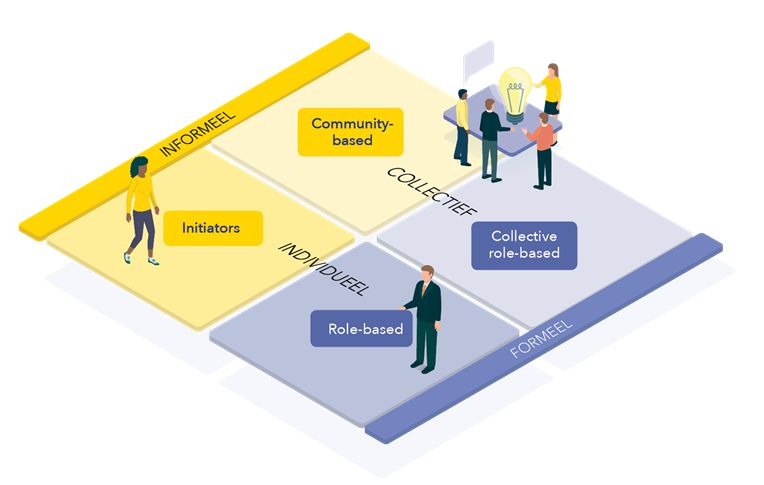 INFORMEEL
Community-
based
COLLECTIEF
Initiators
Collective
role-based
INDIVIDUEEL
Role-based
FORMEEL